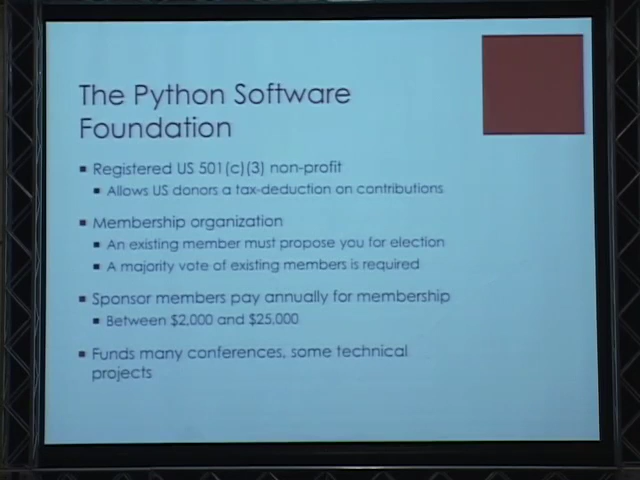 The Python Software
Foundation
Registered US 501(c)(3) non-profit
Allows US donors a tax-deduction on contributions
Membership organization
An existing member must propose you for election
A majority vote of existing members is required
Sponsor members pay annually for membership
Between $2,000 and $25,000
Funds many conferences, some technical
projects